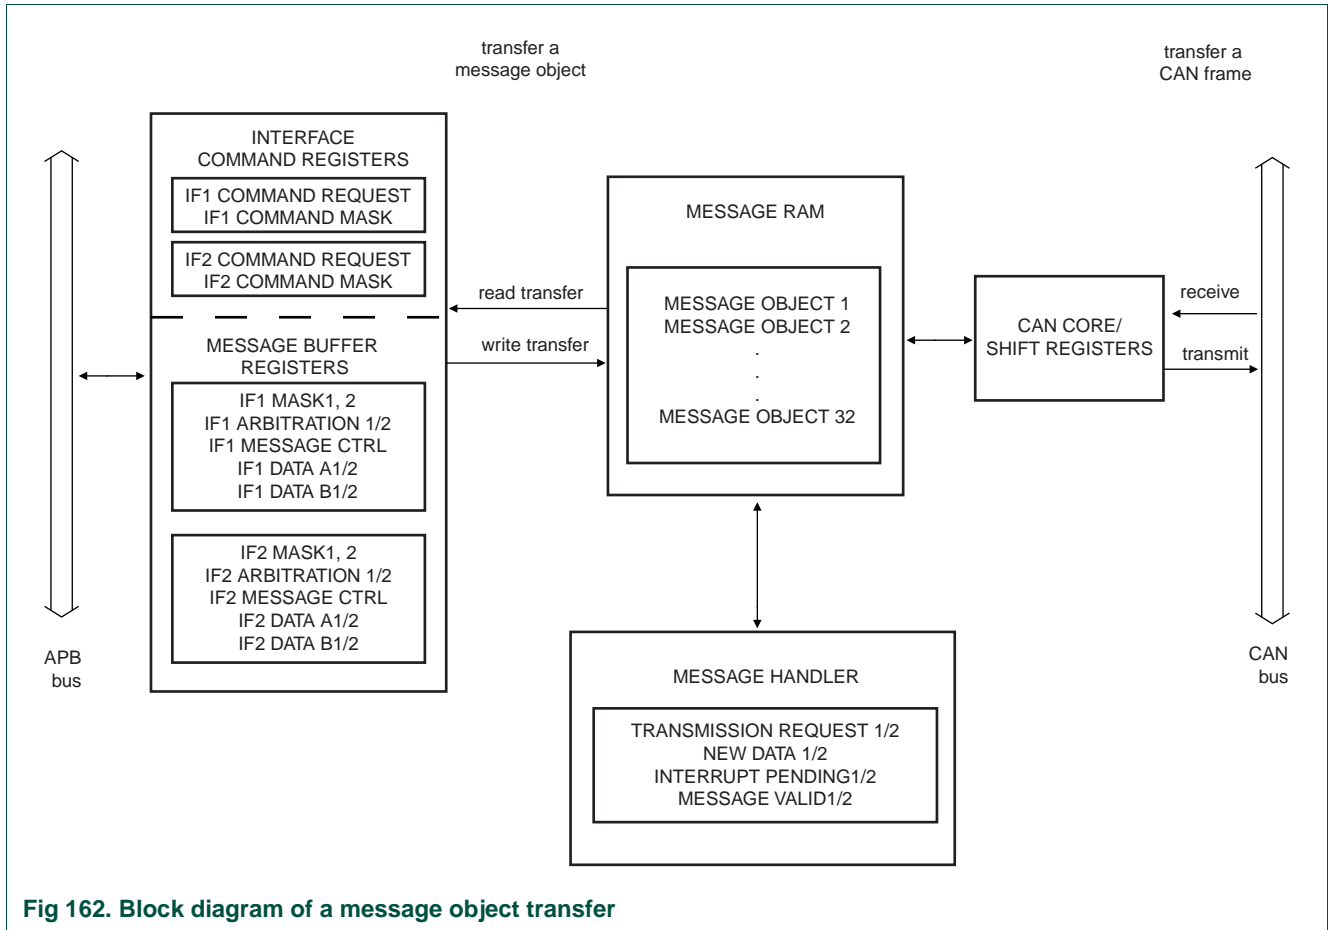 transfer a
message object
transfer a
CAN frame
INTERFACE
COMMAND REGISTERS
IF1 COMMAND REQUEST
IF1 COMMAND MASK
IF2 COMMAND REQUEST
IF2 COMMAND MASK
MESSAGE BUFFER
REGISTERS
IF1 MASK1, 2
IF1 ARBITRATION 1/2
IF1 MESSAGE CTRL
IF1 DATA A1/2
IF1 DATA B1/2
IF2 MASK1, 2
IF2 ARBITRATION 1/2
IF2 MESSAGE CTRL
IF2 DATA A1/2
IF2 DATA B1/2
APB
bus
read transfer
write transfer
MESSAGE RAM
MESSAGE OBJECT 1
MESSAGE OBJECT 2
.
.
.
MESSAGE OBJECT 32
CAN CORE/
SHIFT REGISTERS
receive
transmit
CAN
bus
MESSAGE HANDLER
TRANSMISSION REQUEST 1/2
NEW DATA 1/2
INTERRUPT PENDING1/2
MESSAGE VALID1/2
Fig 162. Block diagram of a message object transfer